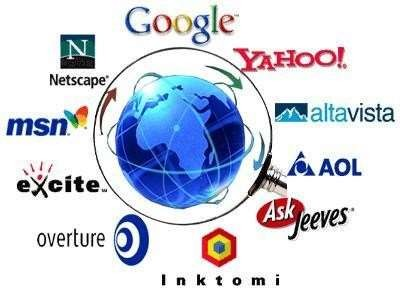 Google
N
Netscape®
YAHOO!
msn
altavista
AOL
excite
Ask
Jeeves®
overture
Inktomi